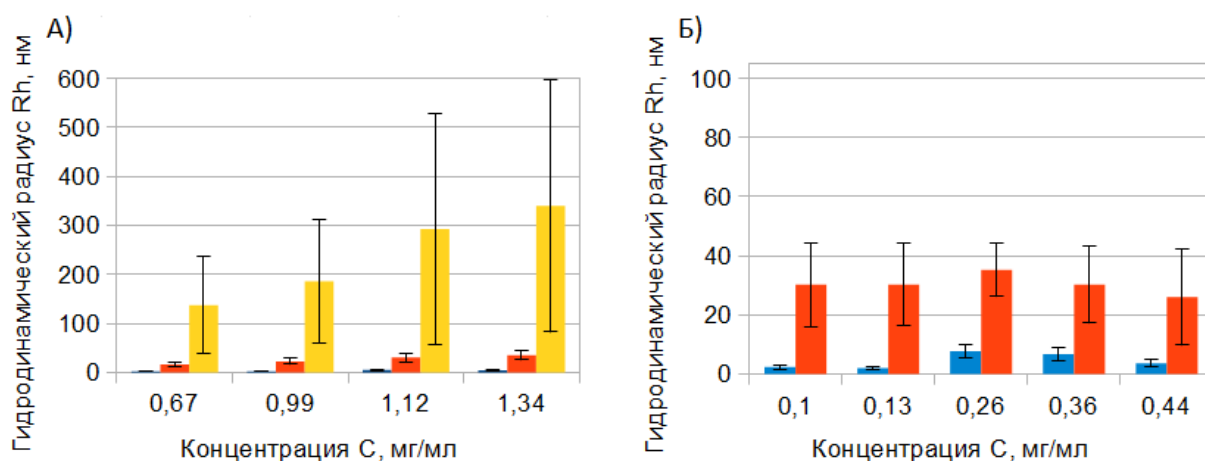 А)
Гидродинамический радиус Rh, нм
600
500
400
300
200
100
0
0,67 0,99 1,12 1,34
Концентрация С, мг/мл
Б)
Гидродинамический радиус Rh, нм
100
80
60
40
20
0
0,1 0,13 0,26 0,36 0,44
Концентрация С, мг/мл